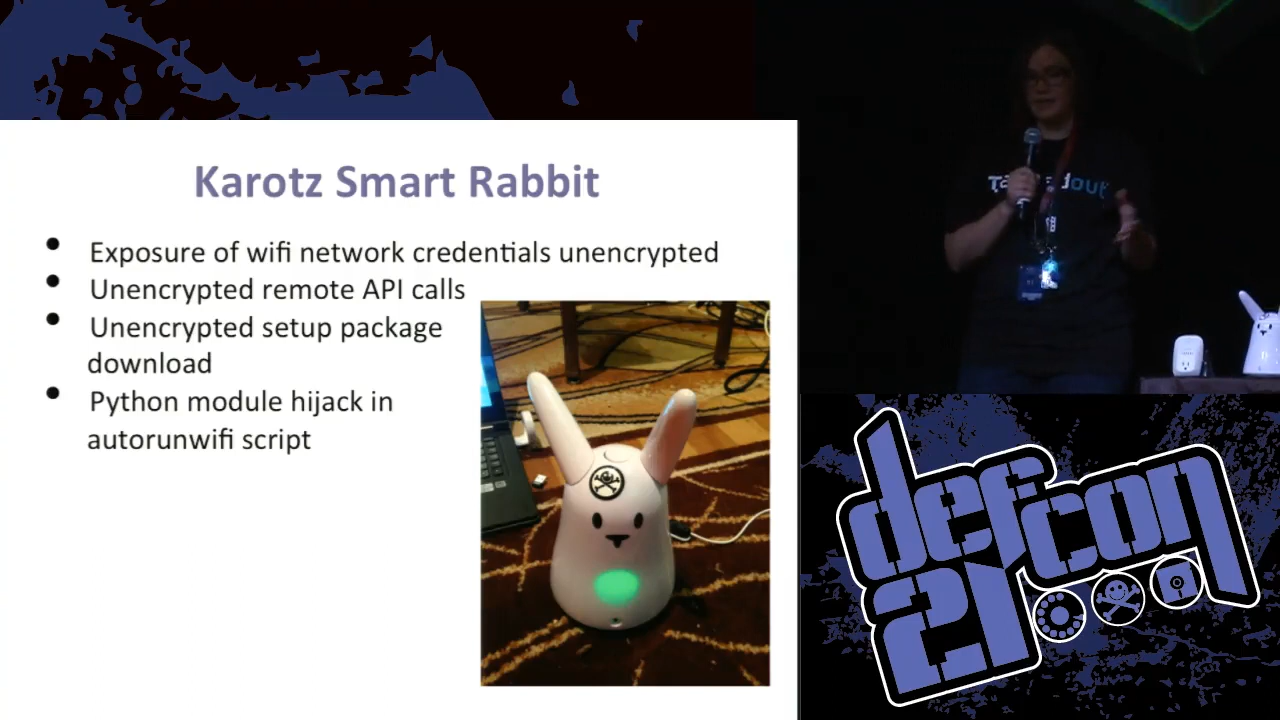 Karotz Smart Rabbit
• Exposure of wifi network credentials unencrypted
• Unencrypted remote API calls
• Unencrypted setup package
download
• Python module hijack in
autorunwifi script
defcon
21